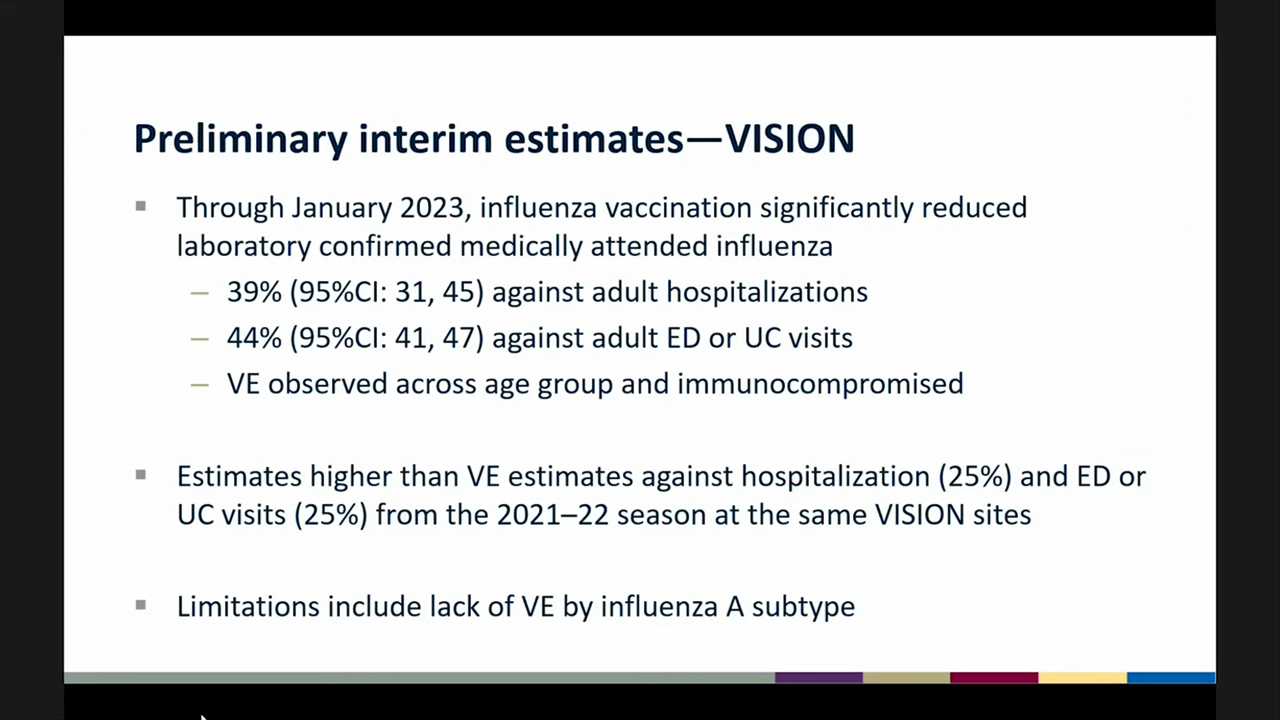 Preliminary interim estimates—VISION
▪ Through January 2023, influenza vaccination significantly reduced
laboratory confirmed medically attended influenza
– 39% (95%CI: 31, 45) against adult hospitalizations
– 44% (95%CI: 41, 47) against adult ED or UC visits
– VE observed across age group and immunocompromised
▪ Estimates higher than VE estimates against hospitalization (25%) and ED or
UC visits (25%) from the 2021–22 season at the same VISION sites
▪ Limitations include lack of VE by influenza A subtype